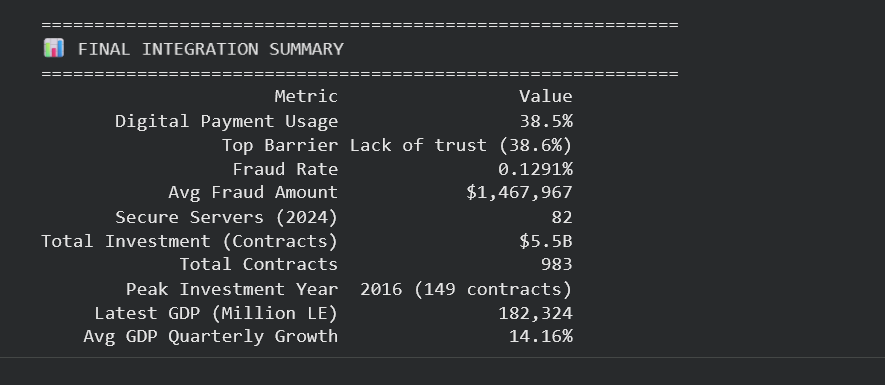 ============================================================
📊 FINAL INTEGRATION SUMMARY
============================================================
Metric Value
Digital Payment Usage 38.5%
Top Barrier Lack of trust (38.6%)
Fraud Rate 0.1291%
Avg Fraud Amount $1,467,967
Secure Servers (2024) 82
Total Investment (Contracts) $5.5B
Total Contracts 983
Peak Investment Year 2016 (149 contracts)
Latest GDP (Million LE) 182,324
Avg GDP Quarterly Growth 14.16%